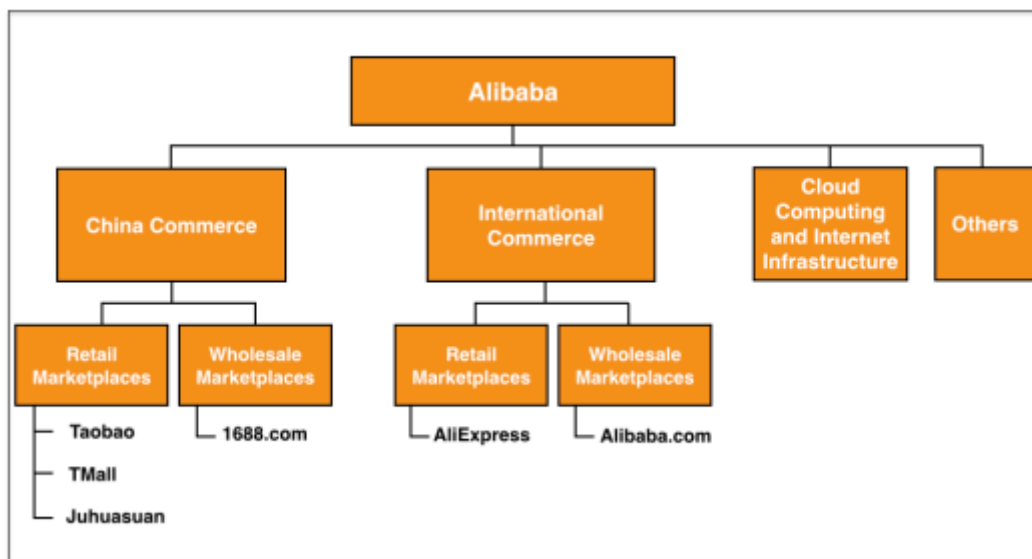 Alibaba
China Commerce
International
Commerce
Cloud
Computing
and Internet
Infrastructure
Others
Retail
Marketplaces
Wholesale
Marketplaces
Retail
Marketplaces
Wholesale
Marketplaces
Taobao
TMall
Juhuasuan
1688.com
AliExpress
Alibaba.com